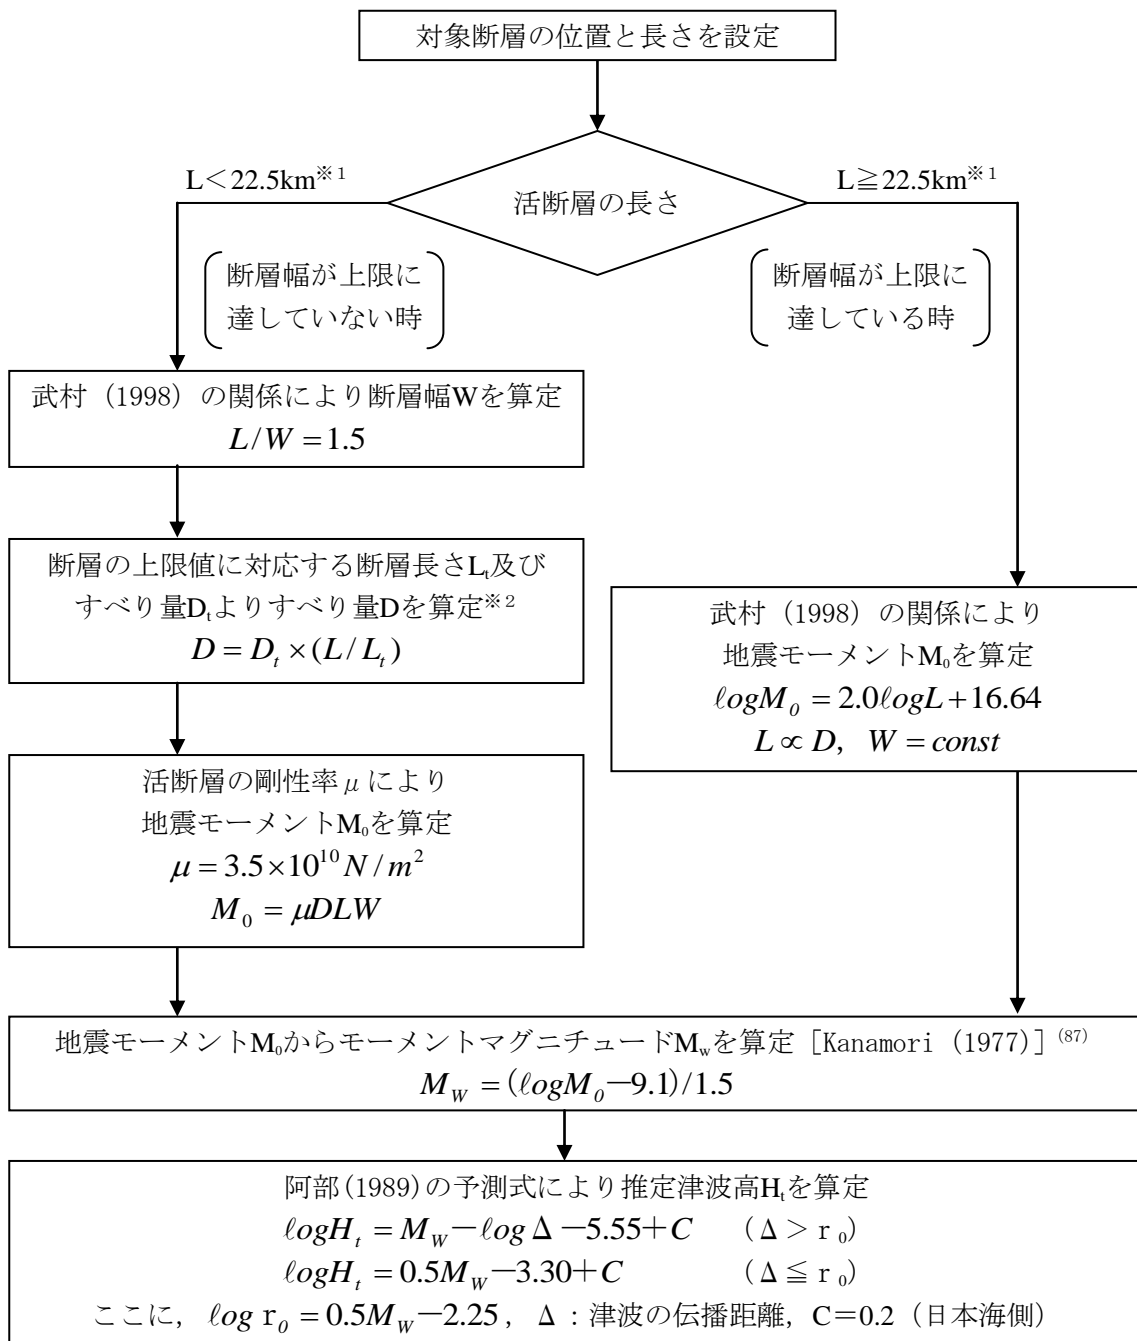 対象断層の位置と長さを設定
L＜22.5km※1
活断層の長さ
L≧22.5km※1
断層幅が上限に
達していない時
断層幅が上限に
達している時
武村（1998）の関係により断層幅Wを算定
L/W=1.5
断層の上限値に対応する断層長さLt及び
すべり量Dtよりすべり量Dを算定※2
D=Dt×(L/Lt)
活断層の剛性率μにより
地震モーメントM0を算定
μ=3.5×10^10 N/m^2
M0=μDLW
武村（1998）の関係により
地震モーメントM0を算定
ℓogM0=2.0ℓogL+16.64
L∝D, W=const
地震モーメントM0からモーメントマグニチュードMwを算定［Kanamori（1977）］(87)
MW=(ℓogM0−9.1)/1.5
阿部(1989)の予測式により推定津波高Htを算定
ℓogHt=MW−ℓogΔ−5.55+C （Δ＞r0）
ℓogHt=0.5MW−3.30+C （Δ≦r0）
ここに, ℓog r0=0.5MW−2.25, Δ：津波の伝播距離, C＝0.2（日本海側）